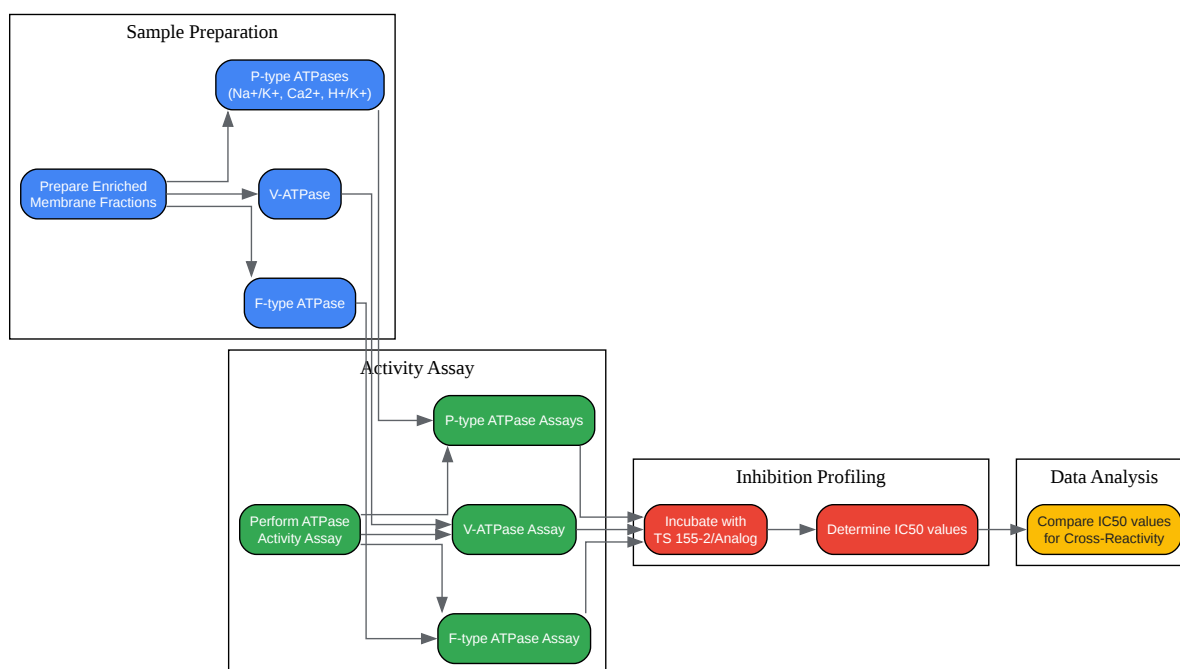 Sample Preparation
P-type ATPases
(Na+/K+, Ca2+, H+/K+)
Prepare Enriched
Membrane Fractions
V-ATPase
F-type ATPase
Activity Assay
P-type ATPase Assays
Perform ATPase
Activity Assay
V-ATPase Assay
F-type ATPase Assay
Inhibition Profiling
Incubate with
TS 155-2/Analog
Determine IC50 values
Data Analysis
Compare IC50 values
for Cross-Reactivity